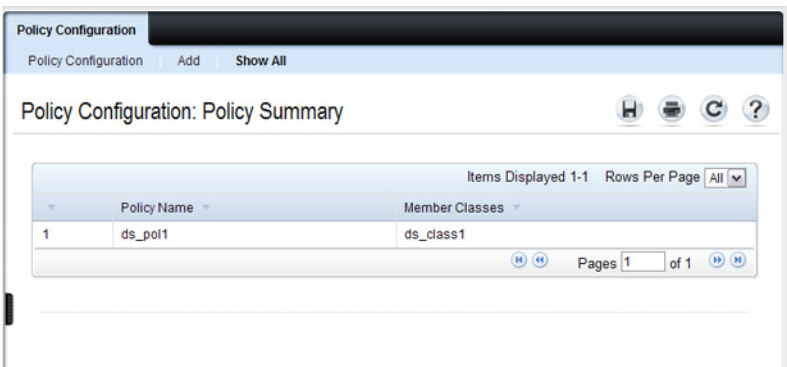 Policy Configuration
Policy Configuration Add Show All
Policy Configuration: Policy Summary
?
Items Displayed 1-1 Rows Per Page All
Policy Name Member Classes
1 ds_pol1 ds_class1
Pages 1 of 1